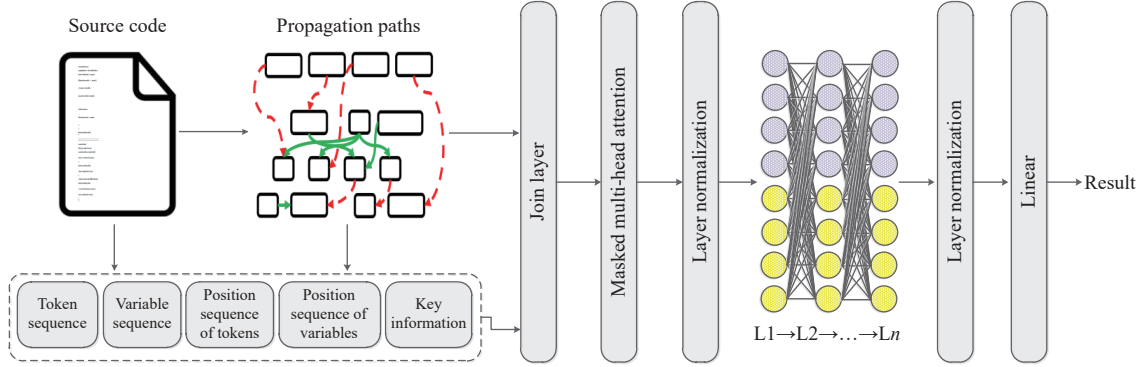 Source code
Propagation paths
Token
sequence
Variable
sequence
Position
sequence
of tokens
Position
sequence of
variables
Key
information
Join layer
Masked multi-head attention
Layer normalization
L1→L2→…→Ln
Layer normalization
Linear
Result